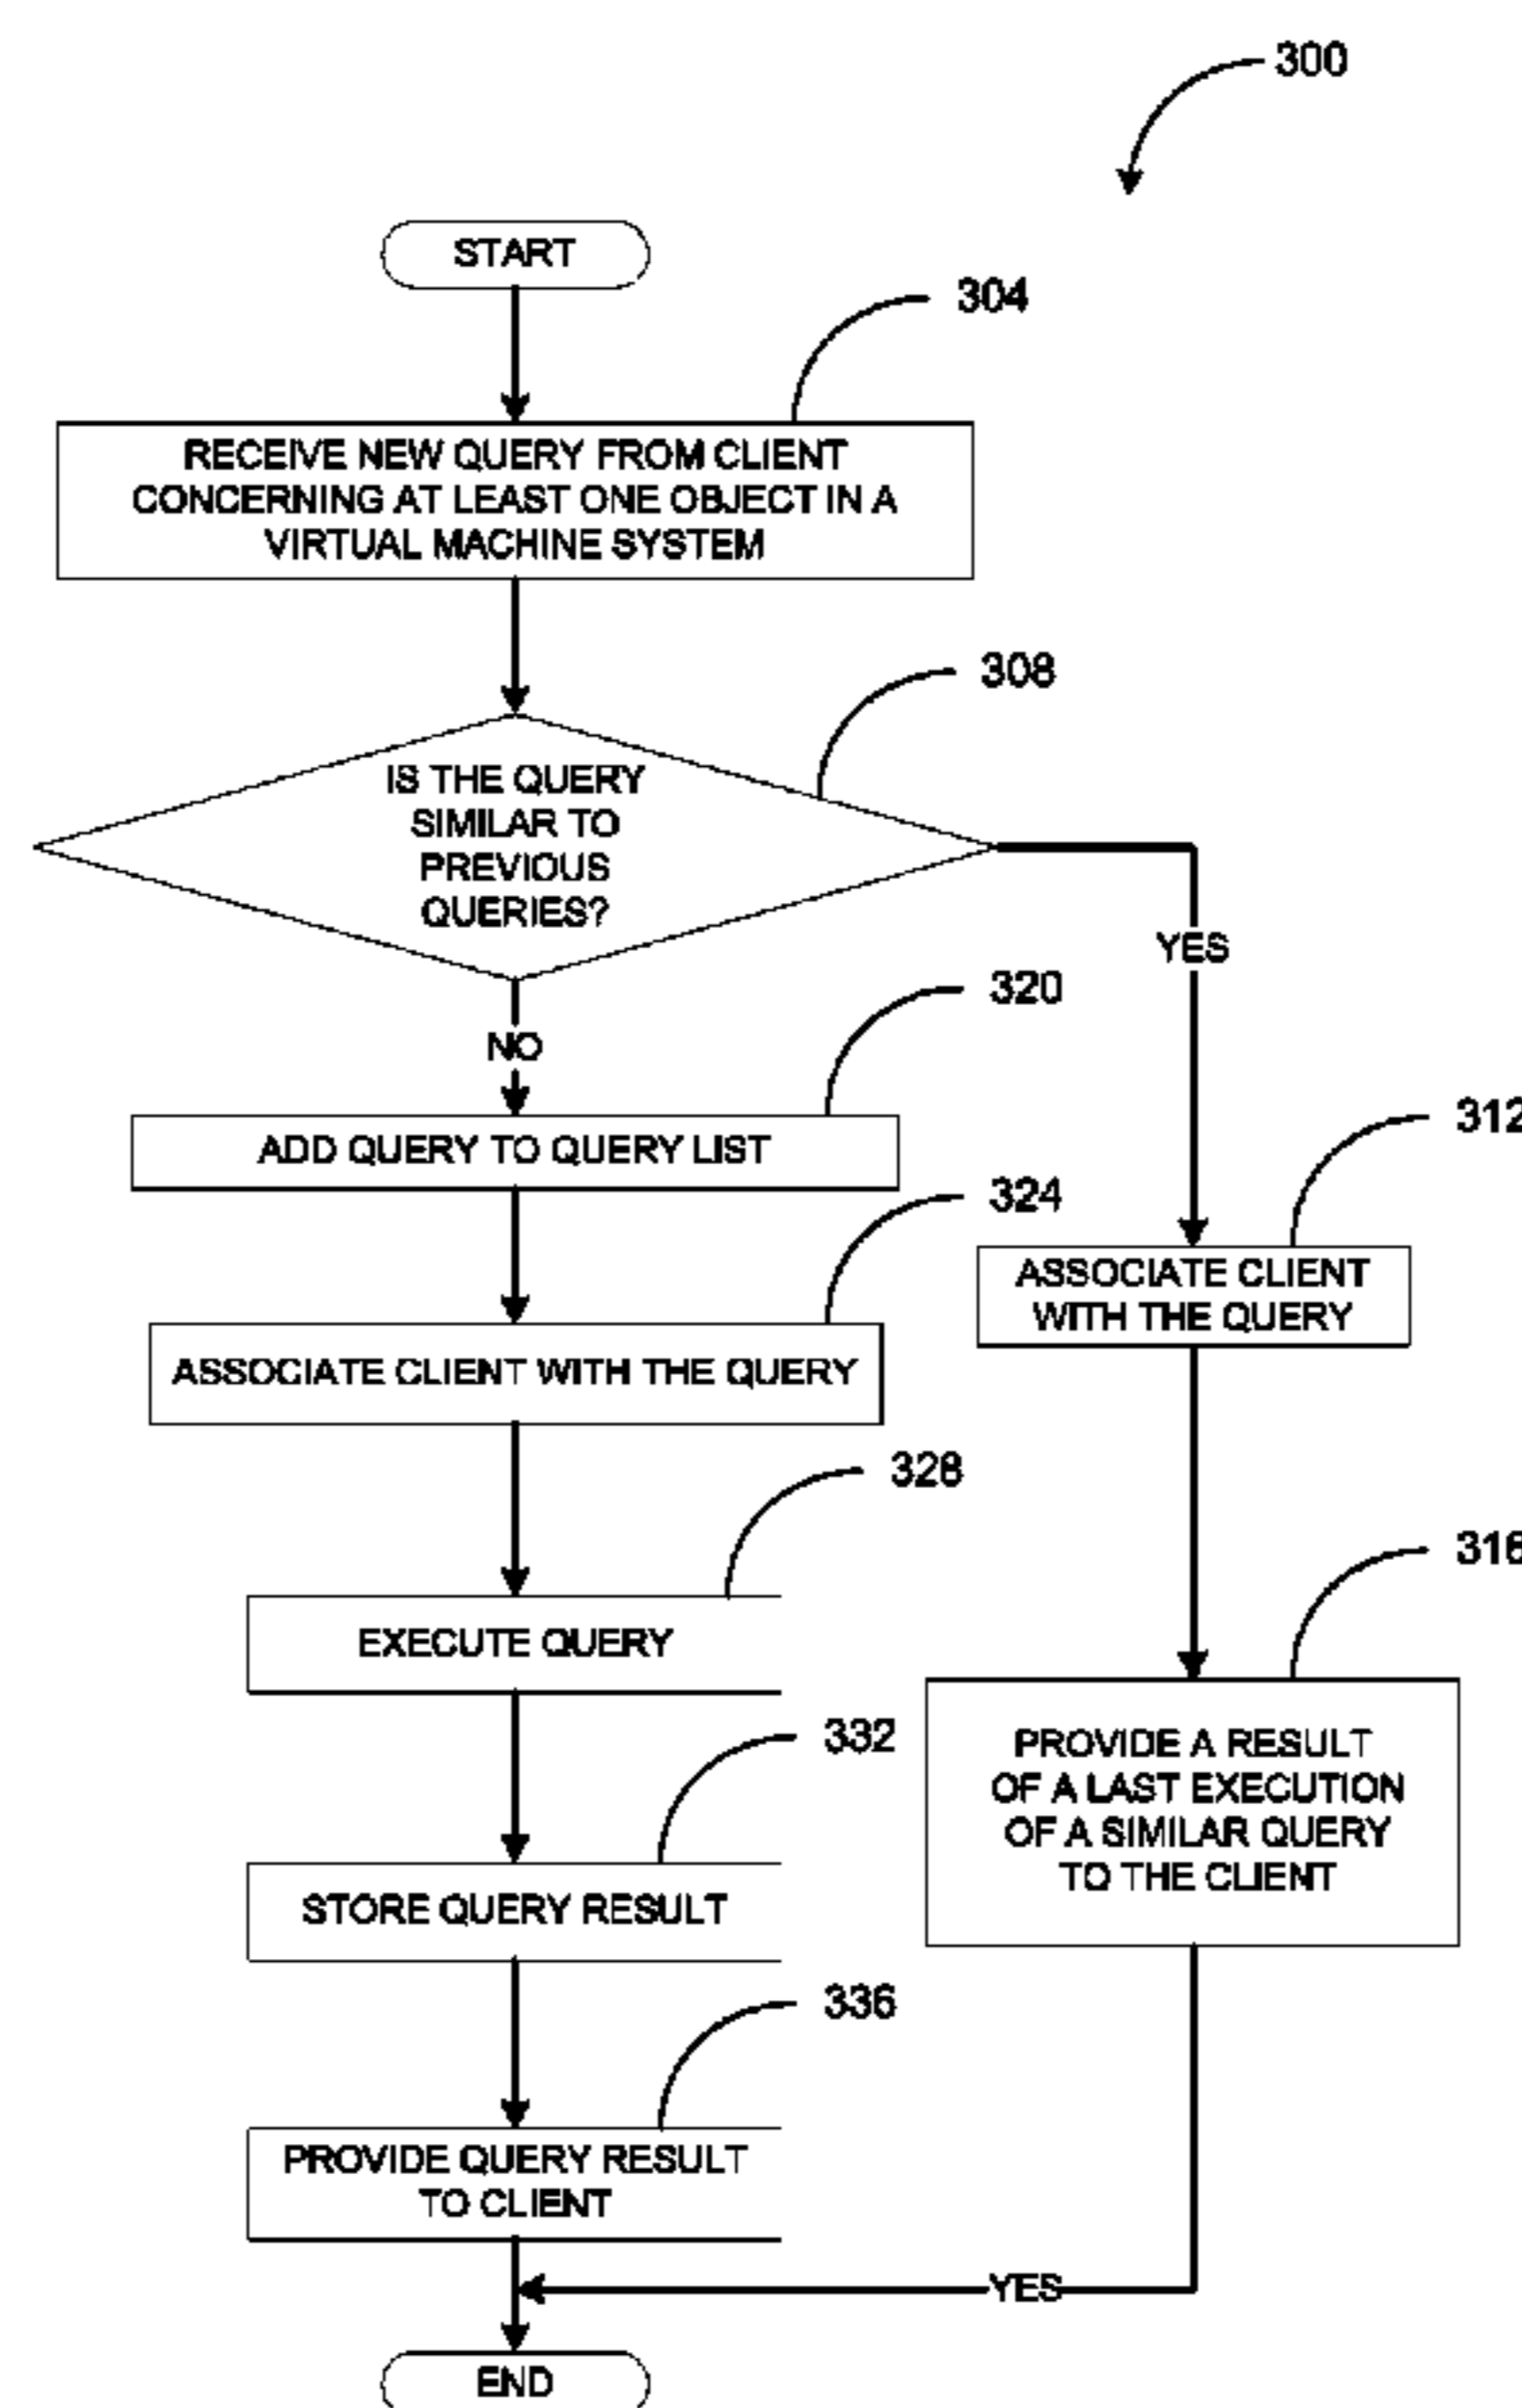 300
START
304
RECEIVE NEW QUERY FROM CLIENT
CONCERNING AT LEAST ONE OBJECT IN A
VIRTUAL MACHINE SYSTEM
308
IS THE QUERY
SIMILAR TO
PREVIOUS
QUERIES?
YES
NO
320
ADD QUERY TO QUERY LIST
324
ASSOCIATE CLIENT WITH THE QUERY
312
ASSOCIATE CLIENT
WITH THE QUERY
328
EXECUTE QUERY
316
PROVIDE A RESULT
OF A LAST EXECUTION
OF A SIMILAR QUERY
TO THE CLIENT
332
STORE QUERY RESULT
336
PROVIDE QUERY RESULT
TO CLIENT
YES
END